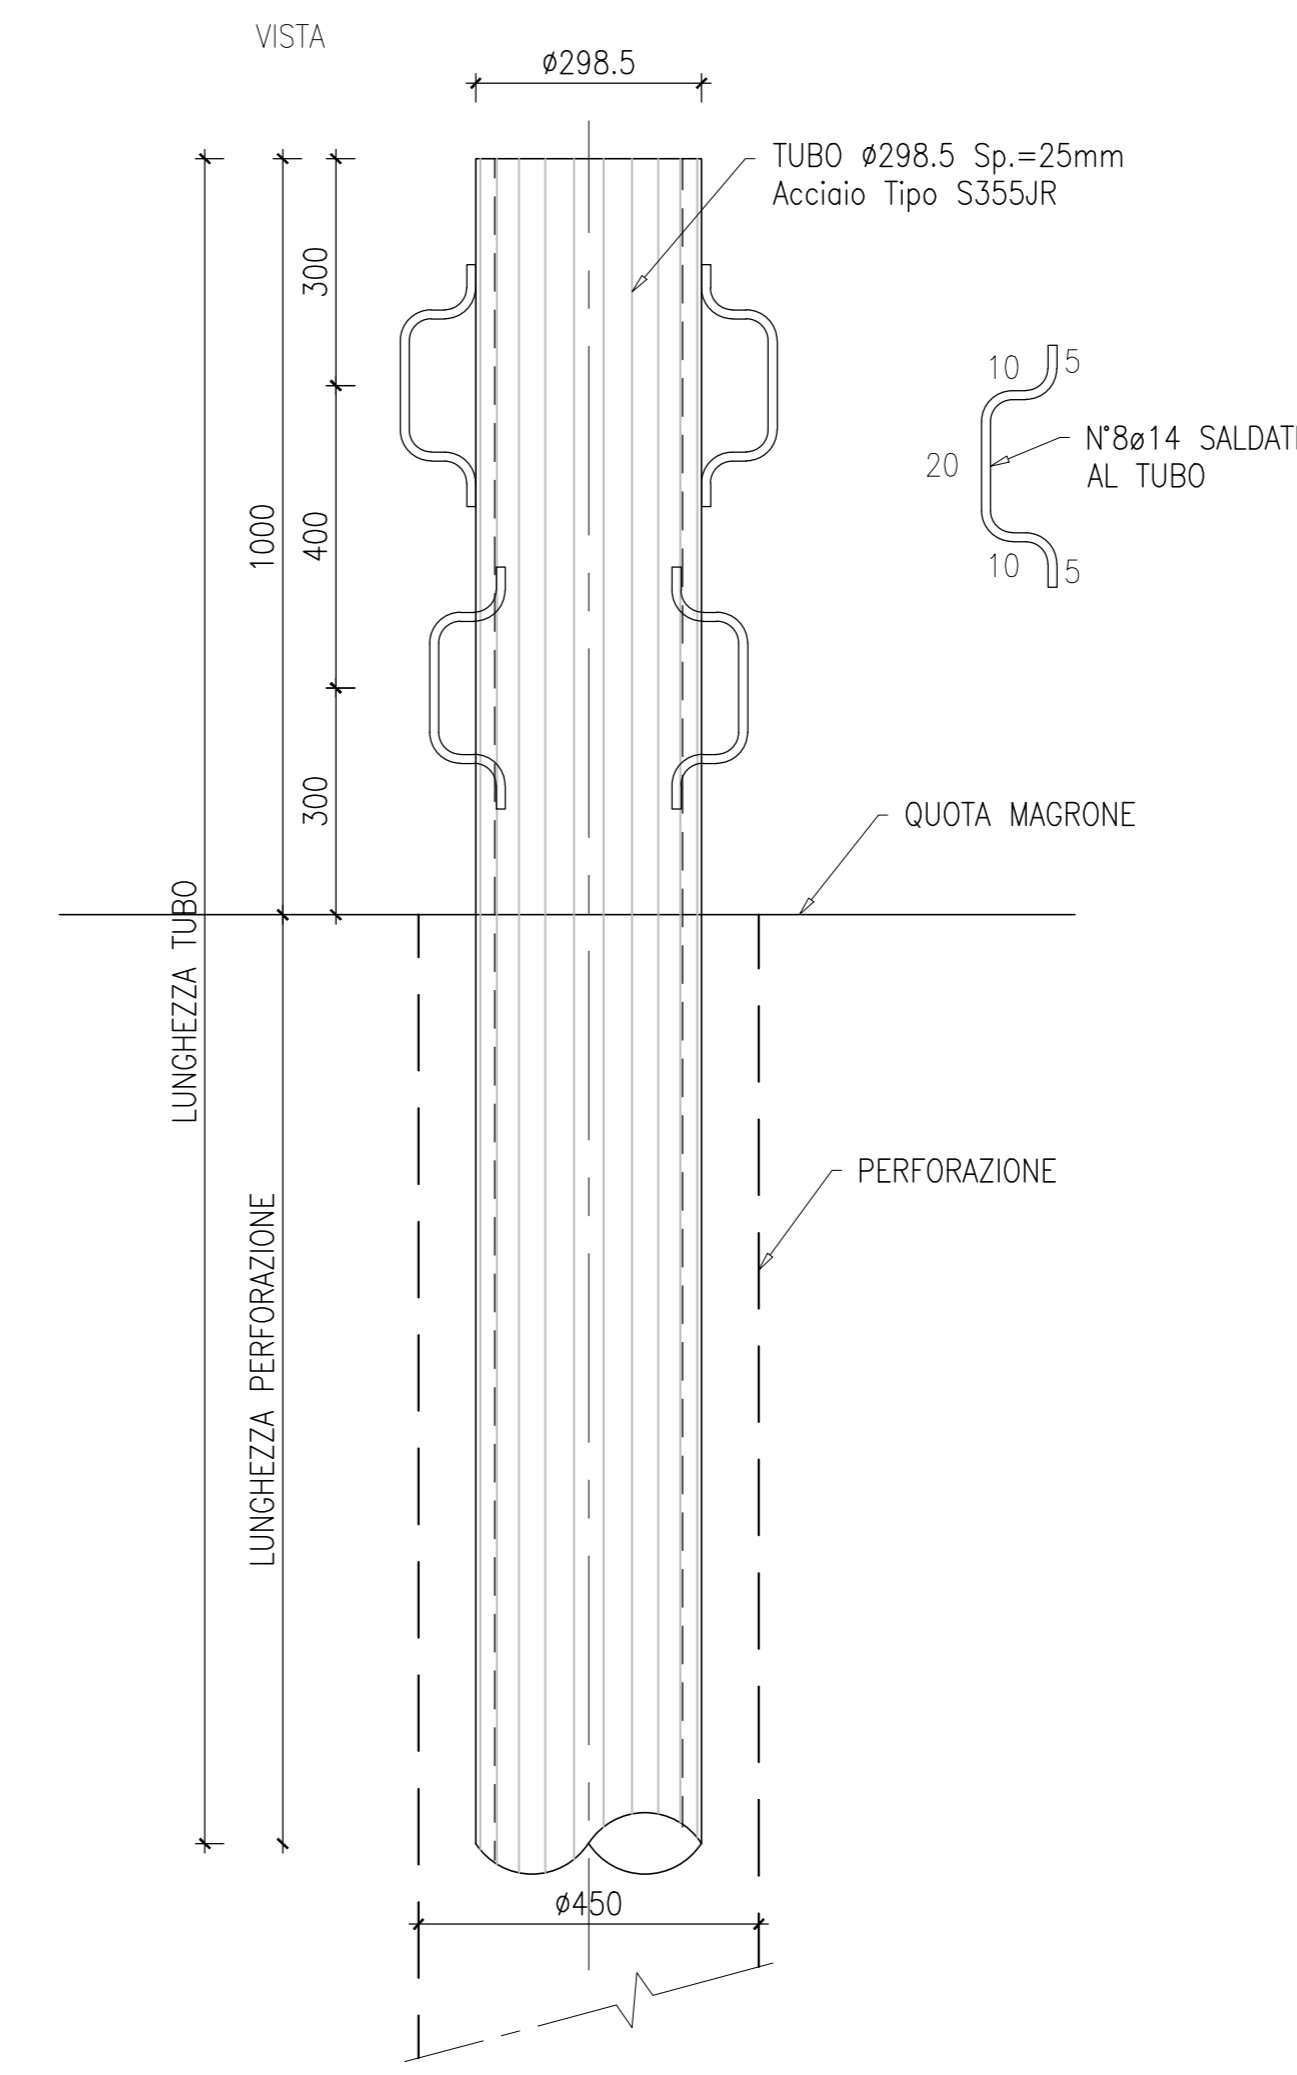 VISTA
ø298.5
TUBO ø298.5 Sp.=25mm
Acciaio Tipo S355JR
300
10
5
N°8ø14 SALDATI
AL TUBO
20
1000
400
10
5
300
QUOTA MAGRONE
LUNGHEZZA TUBO
PERFORAZIONE
LUNGHEZZA PERFORAZIONE
ø450